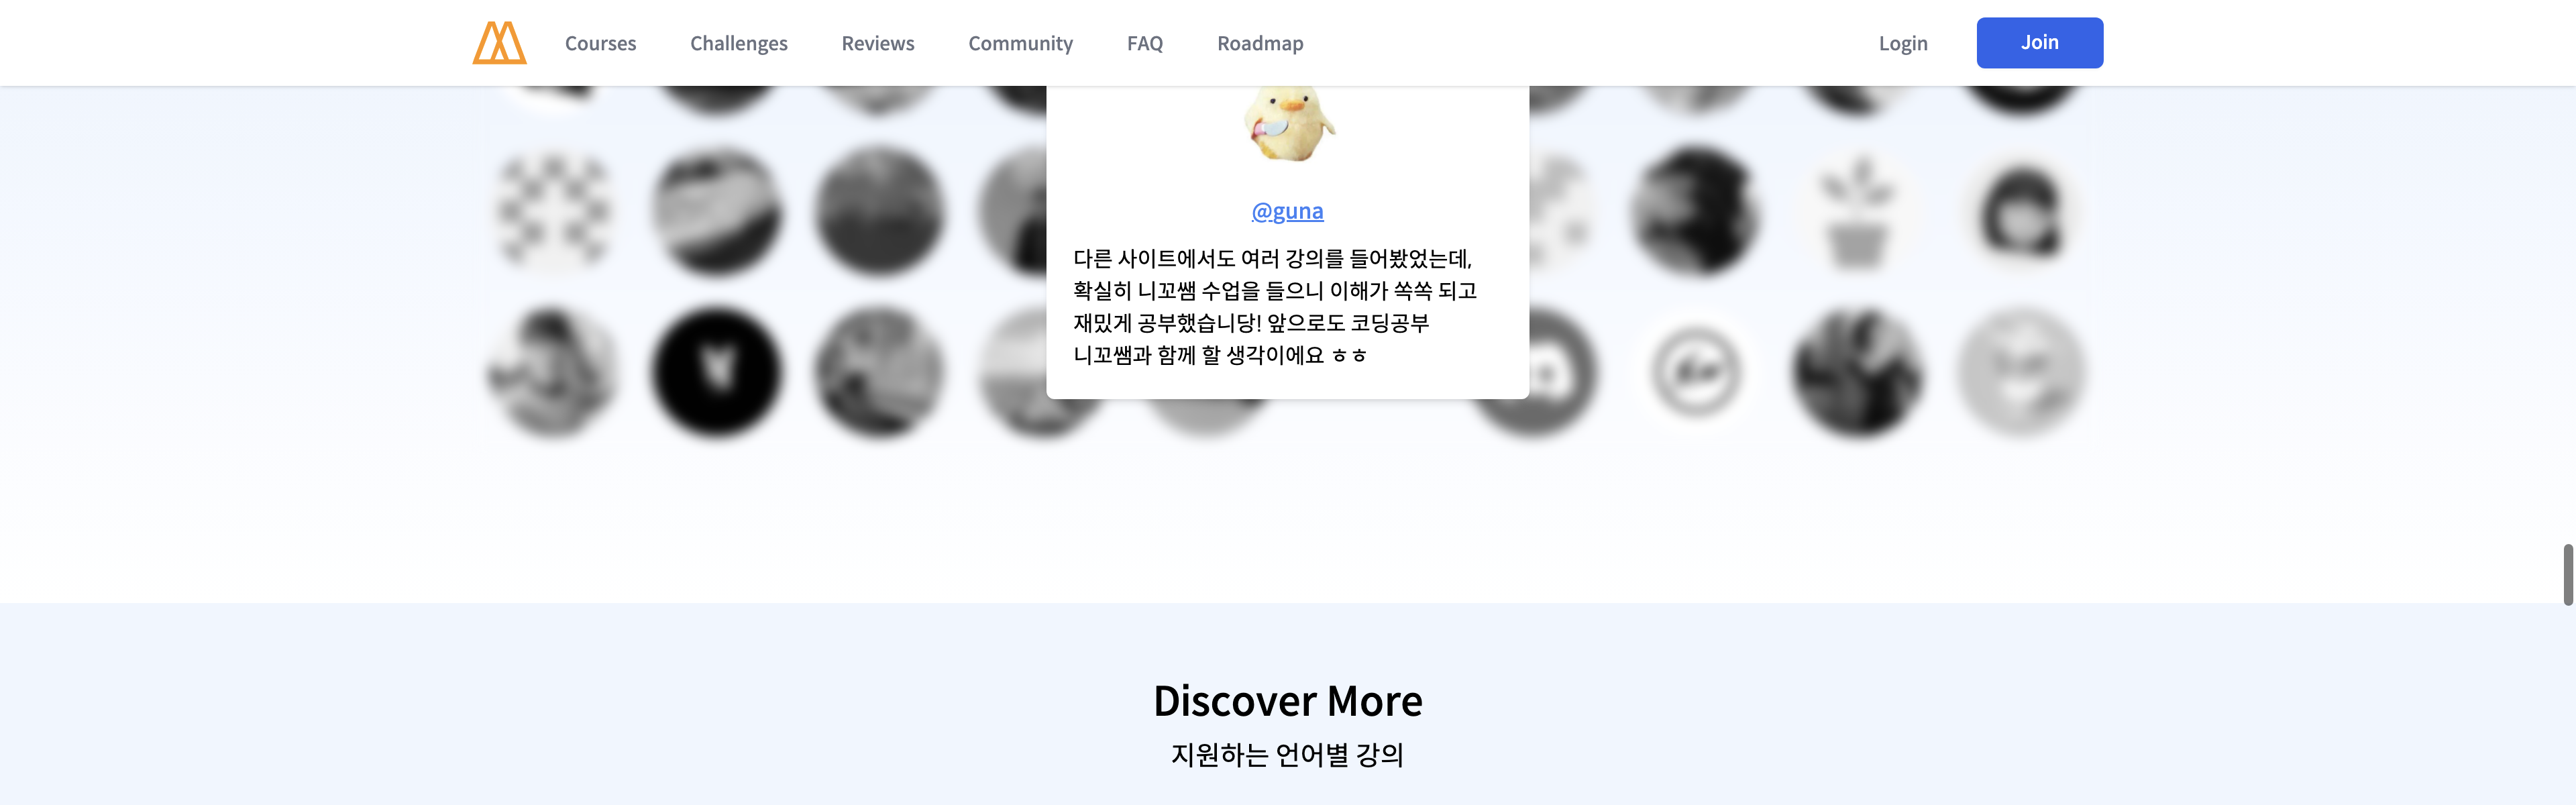 Courses
Challenges
Reviews
Community
FAQ
Roadmap
Login
Join
@guna
다른 사이트에서도 여러 강의를 들어봤었는데,
확실히 니꼬쌤 수업을 들으니 이해가 쏙쏙 되고
재밌게 공부했습니당! 앞으로도 코딩공부
니꼬쌤과 함께 할 생각이에요 ㅎㅎ
Discover More
지원하는 언어별 강의